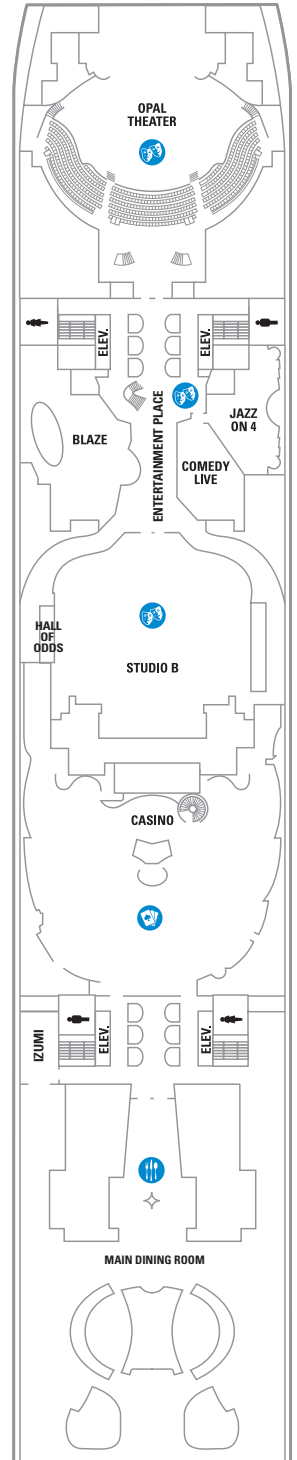 OPAL
THEATER
ELEV.
ELEV.
ENTERTAINMENT PLACE
BLAZE
JAZZ
ON 4
COMEDY
LIVE
HALL
OF
ODDS
STUDIO B
CASINO
IZUMI
ELEV.
ELEV.
MAIN DINING ROOM